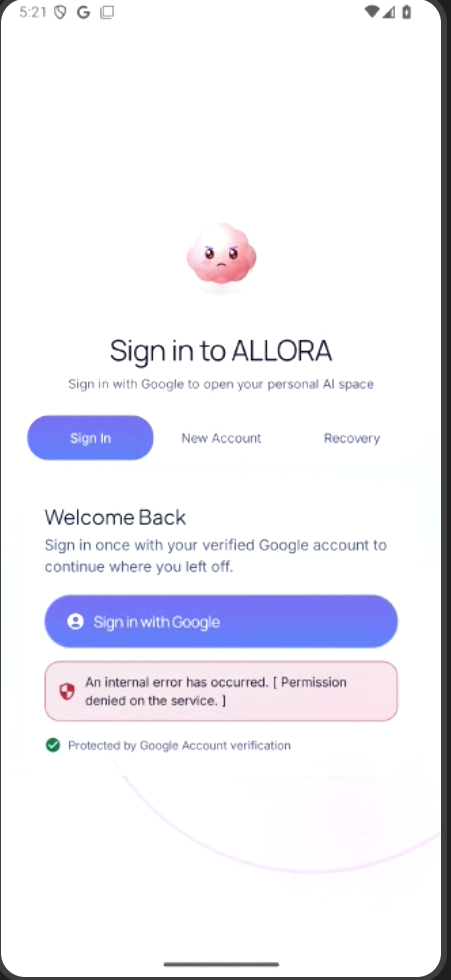 5:21
Sign in to ALLORA
Sign in with Google to open your personal AI space
Sign In
New Account
Recovery
Welcome Back
Sign in once with your verified Google account to
continue where you left off.
Sign in with Google
An internal error has occurred. [ Permission
denied on the service. ]
Protected by Google Account verification